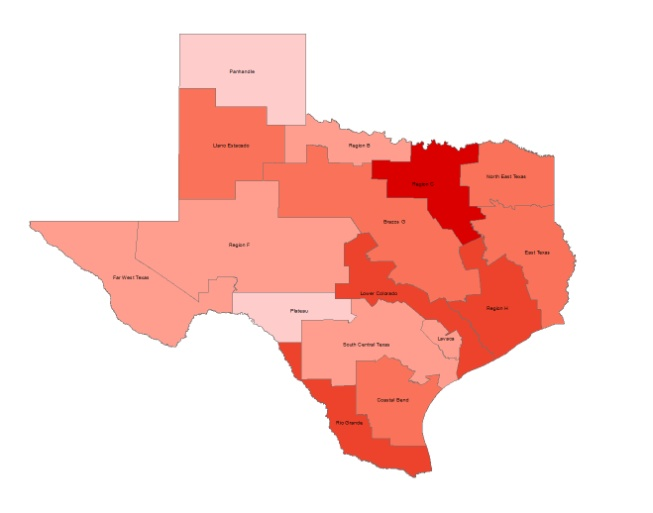 Panhandle
Llano Estacado
Region B
Region C
North East Texas
Brazos G
Region F
East Texas
Far West Texas
Lower Colorado
Region H
Plateau
Lavaca
South Central Texas
Coastal Bend
Rio Grande